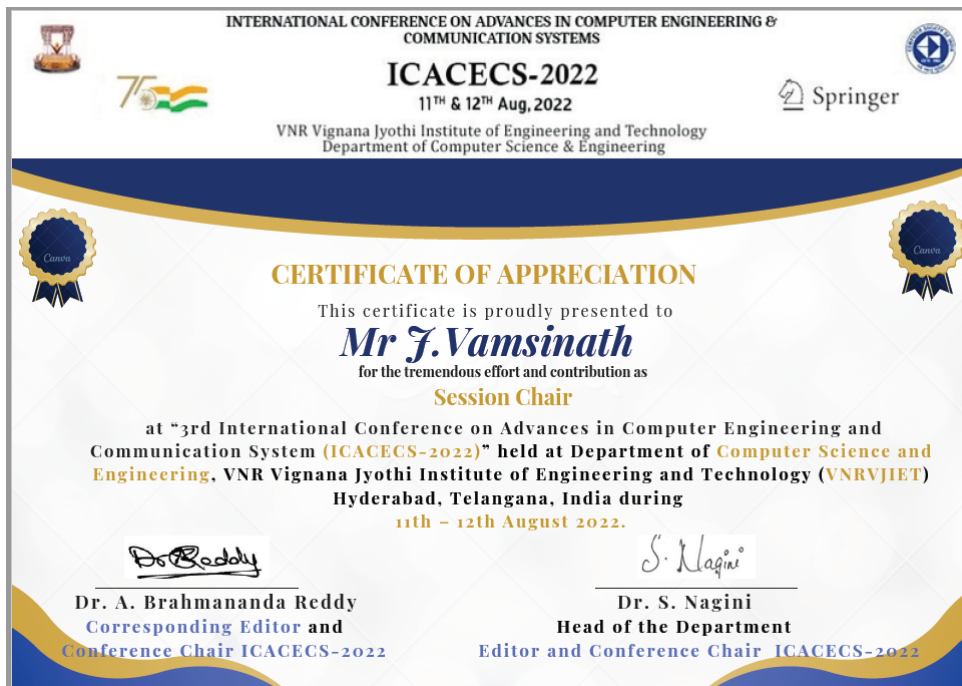 INTERNATIONAL CONFERENCE ON ADVANCES IN COMPUTER ENGINEERING &
COMMUNICATION SYSTEMS
ICACECS-2022
11TH & 12TH Aug, 2022
75
Springer
VNR Vignana Jyothi Institute of Engineering and Technology
Department of Computer Science & Engineering
Canva
Canva
CERTIFICATE OF APPRECIATION
This certificate is proudly presented to
Mr J.Vamsinath
for the tremendous effort and contribution as
Session Chair
at “3rd International Conference on Advances in Computer Engineering and
Communication System (ICACECS-2022)” held at Department of Computer Science and
Engineering, VNR Vignana Jyothi Institute of Engineering and Technology (VNRVJIET)
Hyderabad, Telangana, India during
11th – 12th August 2022.
S. Nagini
Dr. A. Brahmananda Reddy
Corresponding Editor and
Conference Chair ICACECS-2022
Dr. S. Nagini
Head of the Department
Editor and Conference Chair ICACECS-2022